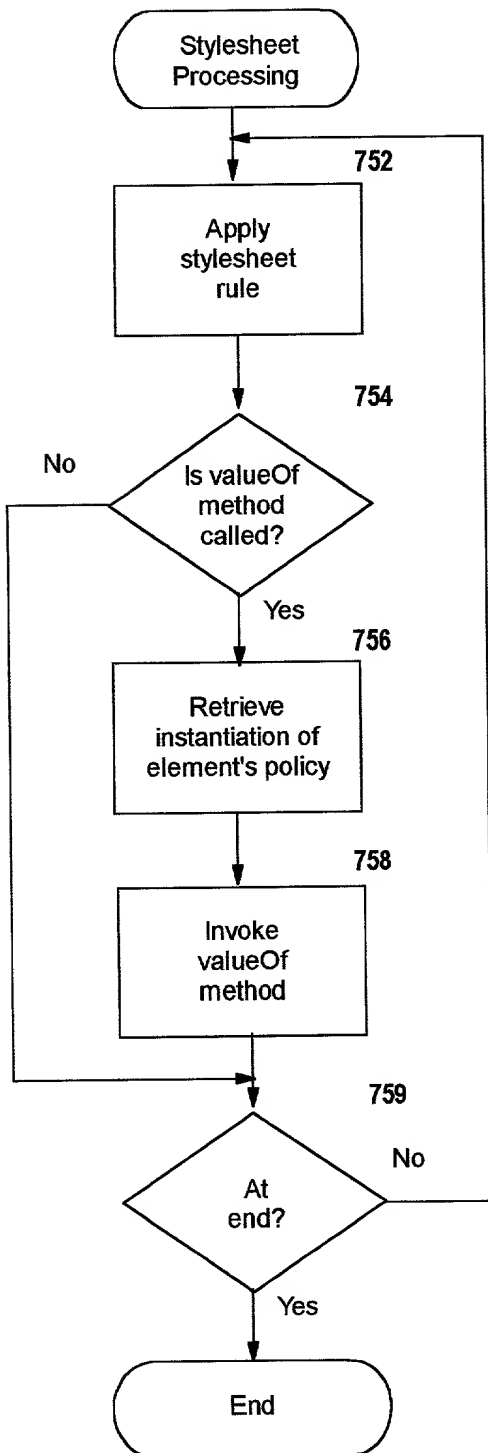 Stylesheet
Processing
752
Apply
stylesheet
rule
754
No
Is valueOf
method
called?
Yes
756
Retrieve
instantiation of
element's policy
758
Invoke
valueOf
method
759
No
At
end?
Yes
End